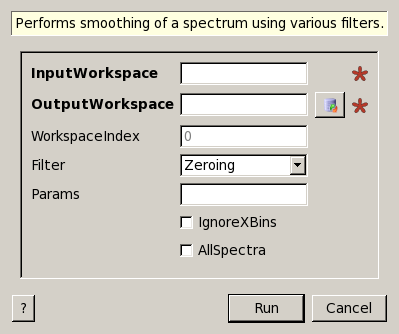 Performs smoothing of a spectrum using various filters.
InputWorkspace
OutputWorkspace
WorkspaceIndex 0
Filter Zeroing
Params
IgnoreXBins
AllSpectra
? Run Cancel